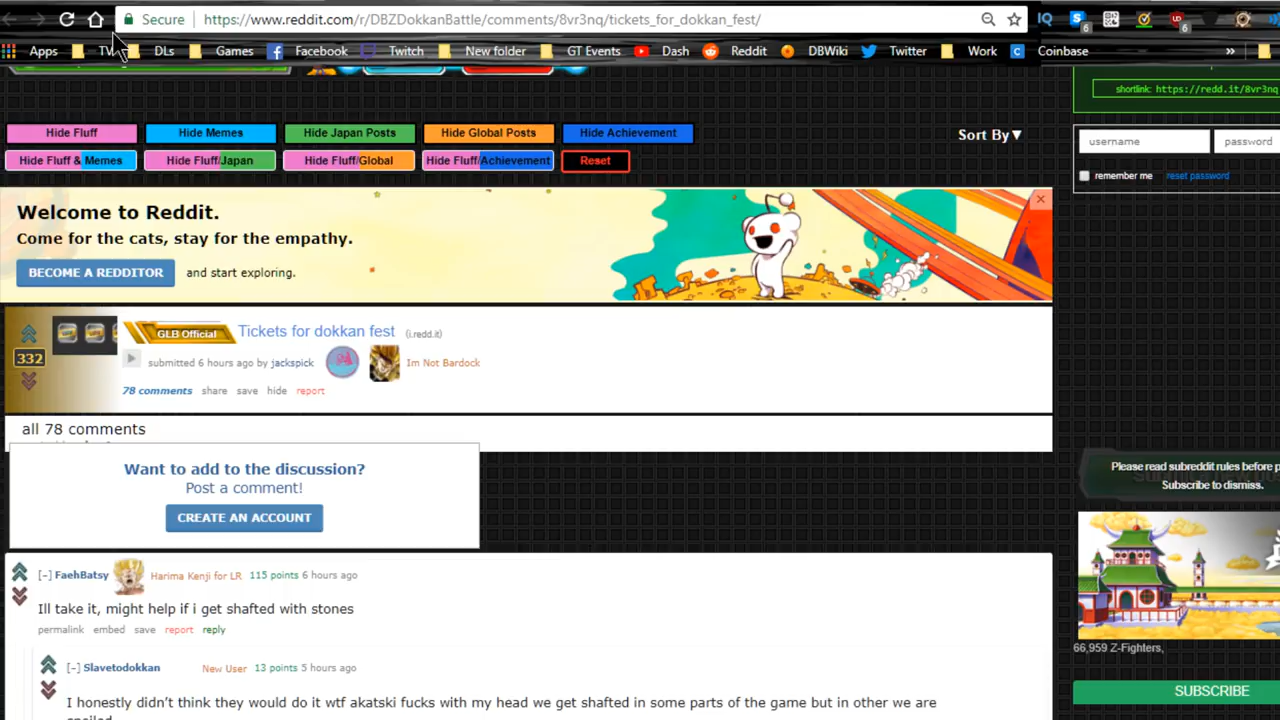 Secure https://www.reddit.com/r/DBZDokkanBattle/comments/8vr3nq/tickets_for_dokkan_fest/
IQ 6 6
Apps TV DLs Games Facebook Twitch New folder GT Events Dash Reddit DBWiki Twitter Work Coinbase »
shortlink: https://redd.it/8vr3nq
Hide Fluff Hide Memes Hide Japan Posts Hide Global Posts Hide Achievement
Sort By▼
username password
Hide Fluff & Memes Hide Fluff/Japan Hide Fluff/Global Hide Fluff/Achievement Reset
remember me reset password
Welcome to Reddit.
Come for the cats, stay for the empathy.
BECOME A REDDITOR and start exploring.
GLB Official Tickets for dokkan fest (i.redd.it)
332
submitted 6 hours ago by jackspick Im Not Bardock
78 comments share save hide report
all 78 comments
Want to add to the discussion?
Post a comment!
CREATE AN ACCOUNT
Please read subreddit rules before p
Subscribe to dismiss.
[–] FaehBatsy Harima Kenji for LR 115 points 6 hours ago
Ill take it, might help if i get shafted with stones
permalink embed save report reply
66,959 Z-Fighters,
[–] Slavetodokkan New User 13 points 5 hours ago
SUBSCRIBE
I honestly didn't think they would do it wtf akatski fucks with my head we get shafted in some parts of the game but in other we are